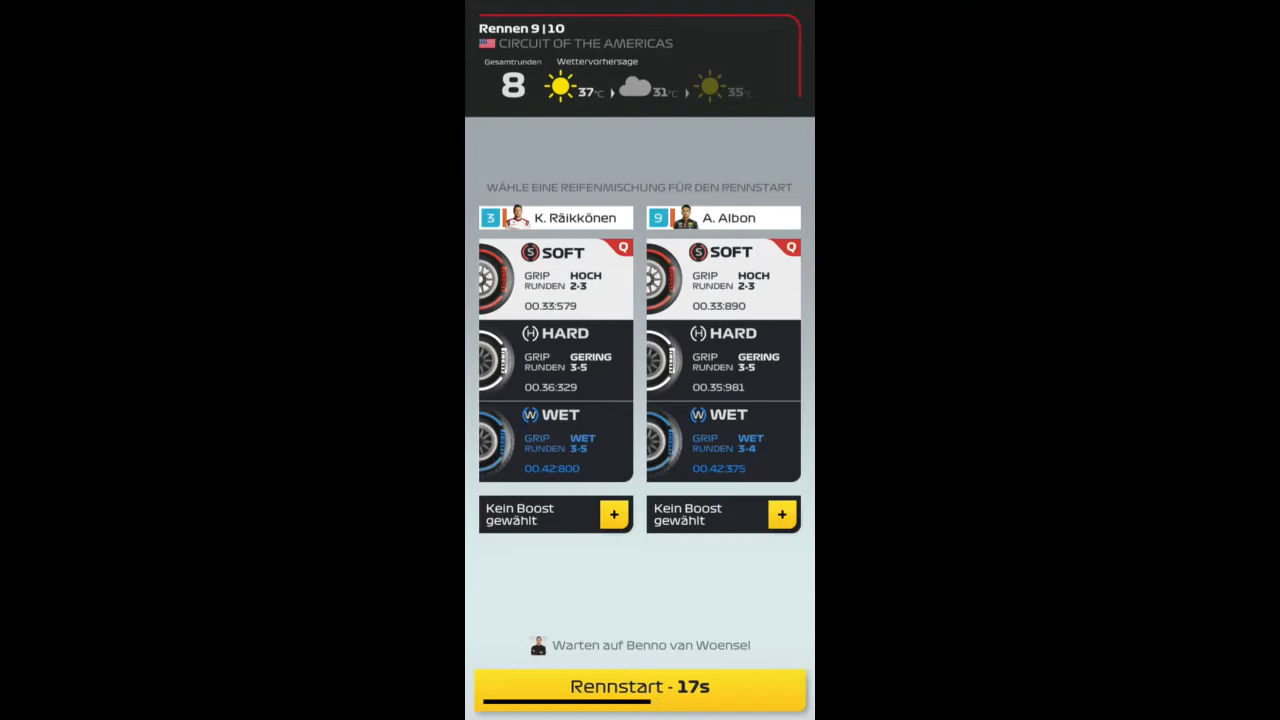 Rennen 9 | 10
CIRCUIT OF THE AMERICAS
Gesamtrunden Wettervorhersage
8 37°C 31°C 35°C
WÄHLE EINE REIFENMISCHUNG FÜR DEN RENNSTART
3 K. Räikkönen
S SOFT Q
GRIP HOCH
RUNDEN 2-3
00.33:579
H HARD
GRIP GERING
RUNDEN 3-5
00.36:329
W WET
GRIP WET
RUNDEN 3-5
00.42:800
Kein Boost
gewählt +
9 A. Albon
S SOFT Q
GRIP HOCH
RUNDEN 2-3
00.33:890
H HARD
GRIP GERING
RUNDEN 3-5
00.35:981
W WET
GRIP WET
RUNDEN 3-4
00.42:375
Kein Boost
gewählt +
Warten auf Benno van Woensel
Rennstart - 17s